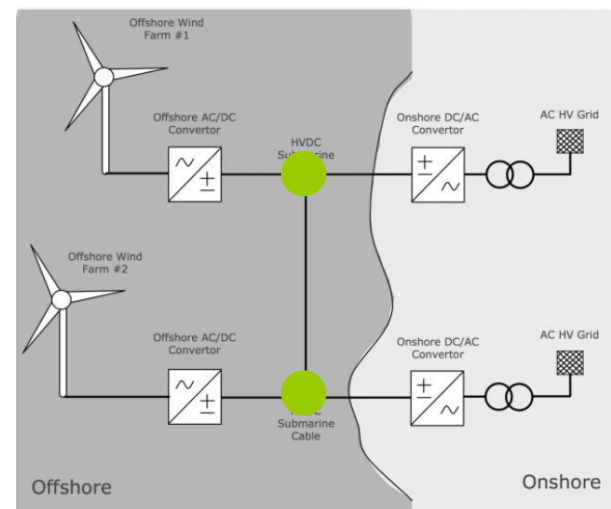 Offshore Wind
Farm #1
Offshore AC/DC
Convertor
HVDC
Onshore DC/AC
Convertor
AC HV Grid
Offshore Wind
Farm #2
Offshore AC/DC
Convertor
Submarine
Cable
Onshore DC/AC
Convertor
AC HV Grid
Offshore
Onshore